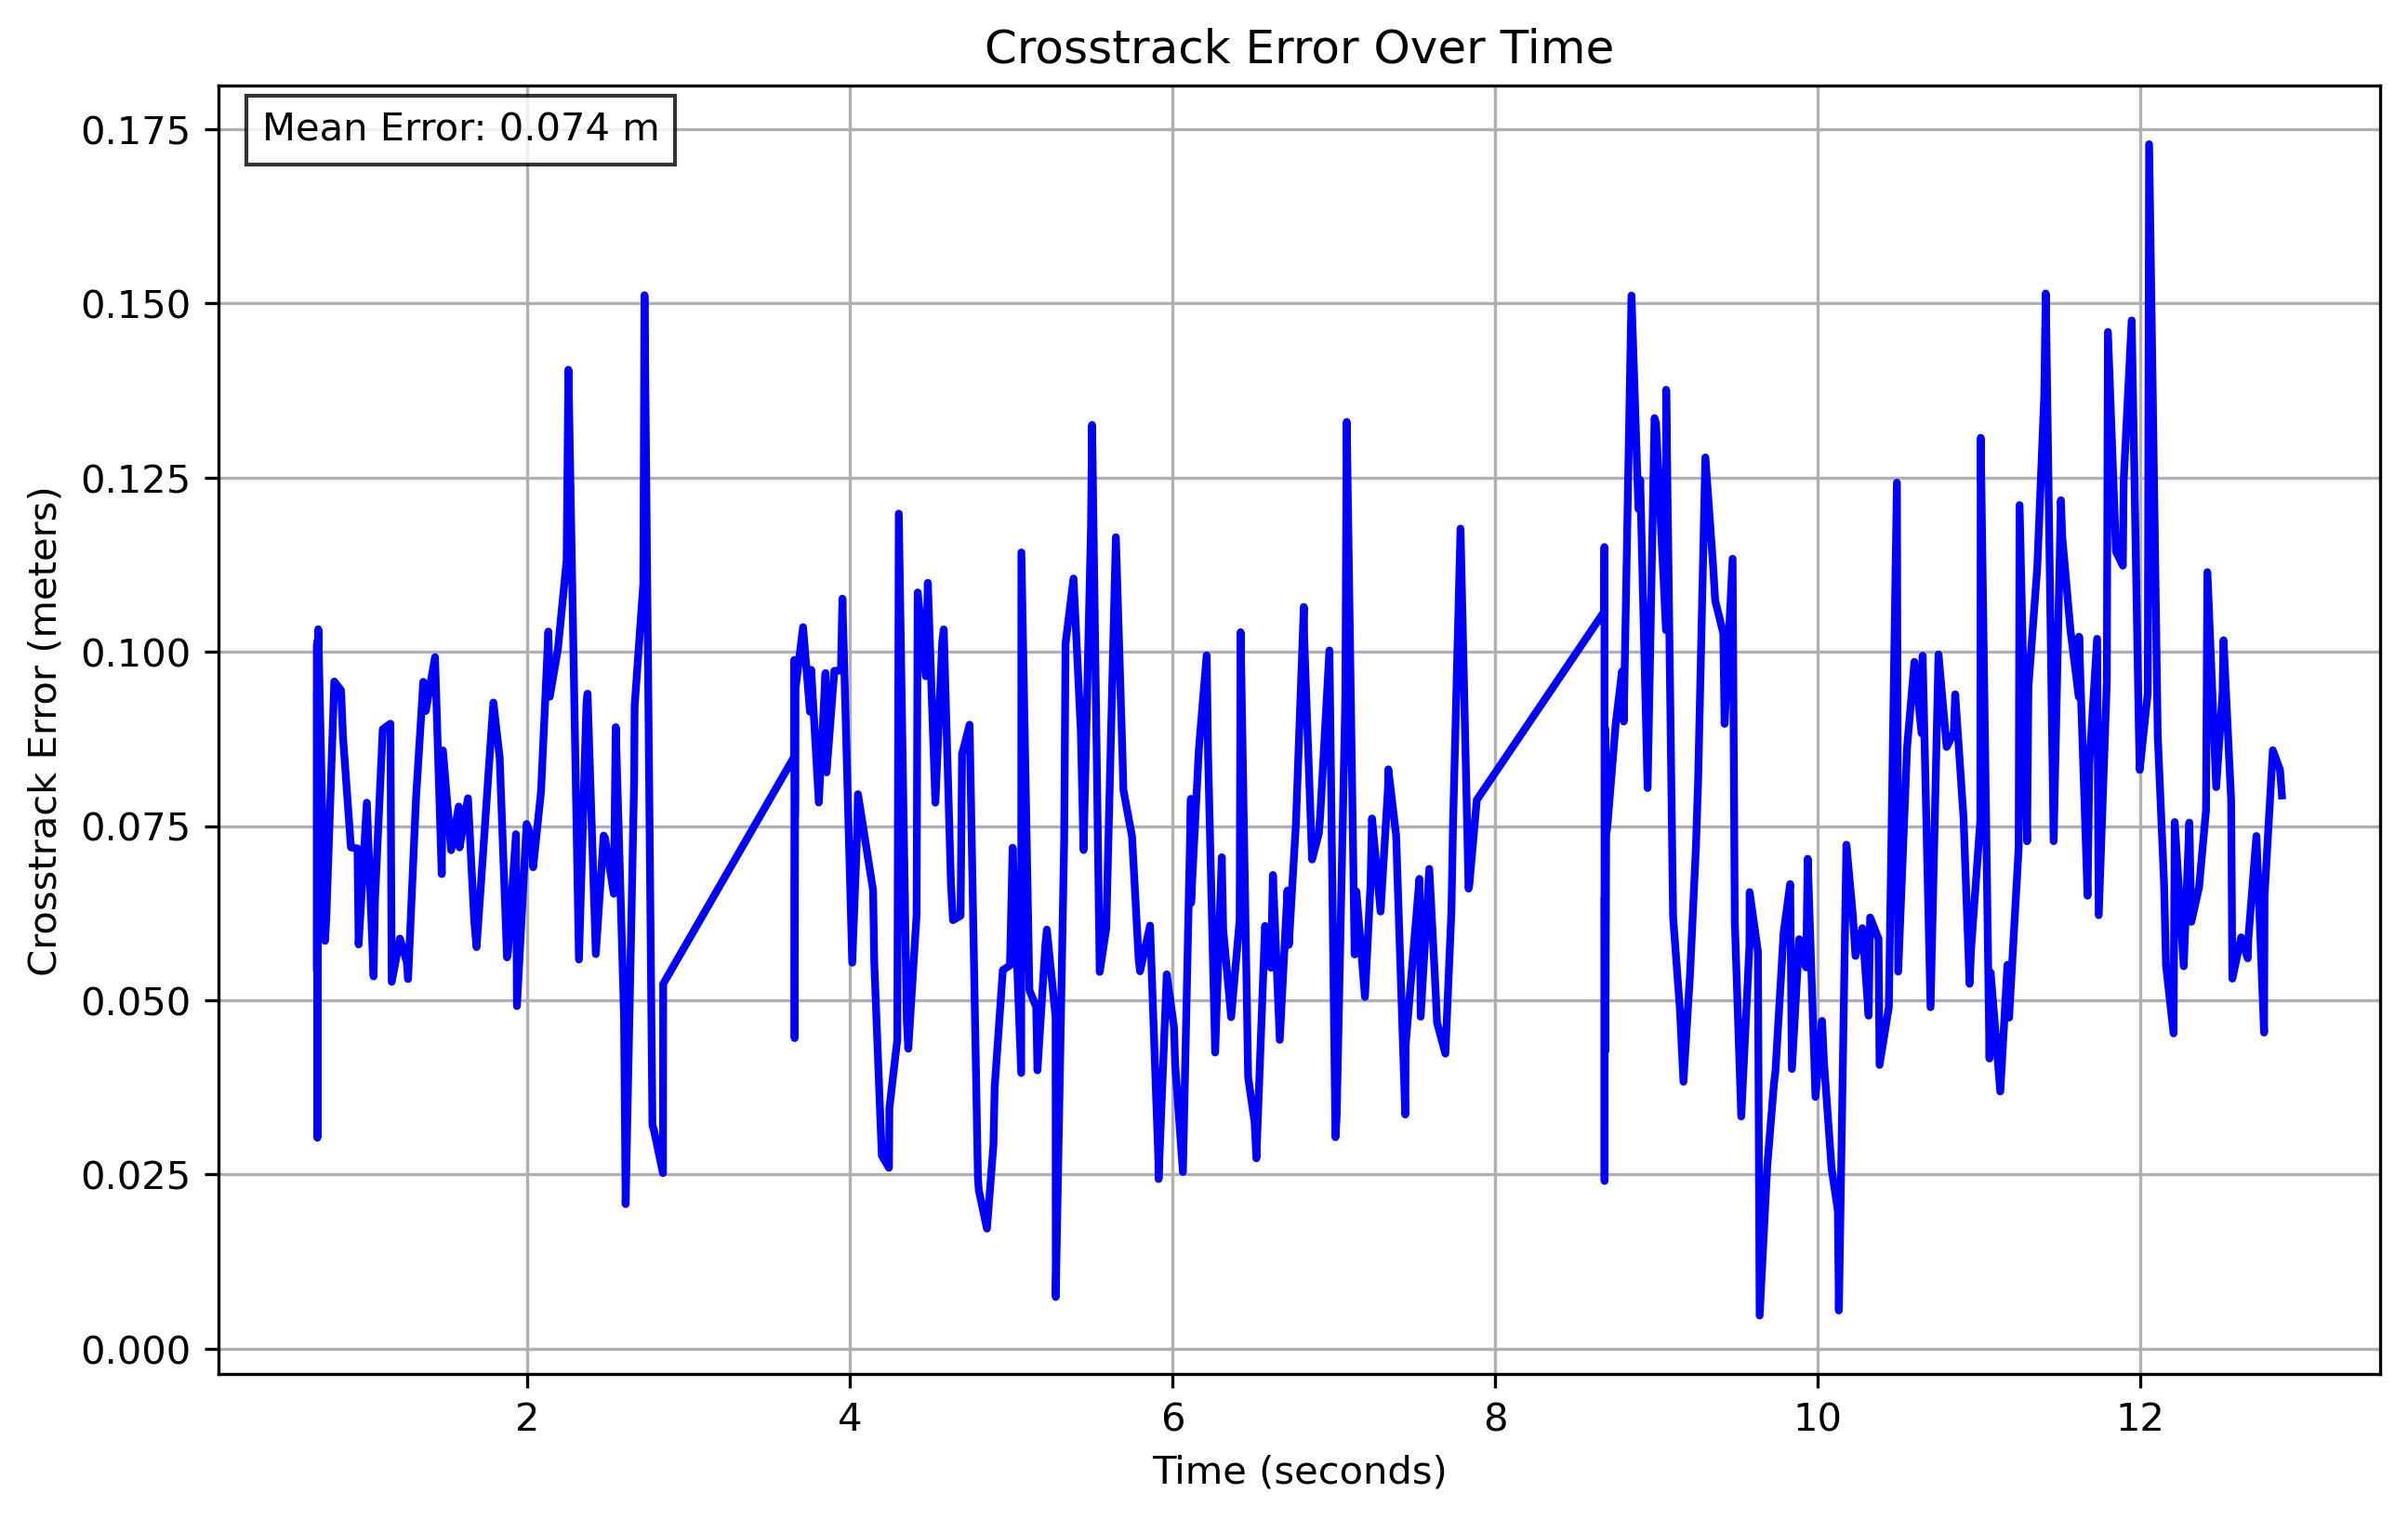 Crosstrack Error Over Time
Mean Error: 0.074 m
0.175
0.150
0.125
0.100
0.075
0.050
0.025
0.000
Crosstrack Error (meters)
2 4 6 8 10 12
Time (seconds)